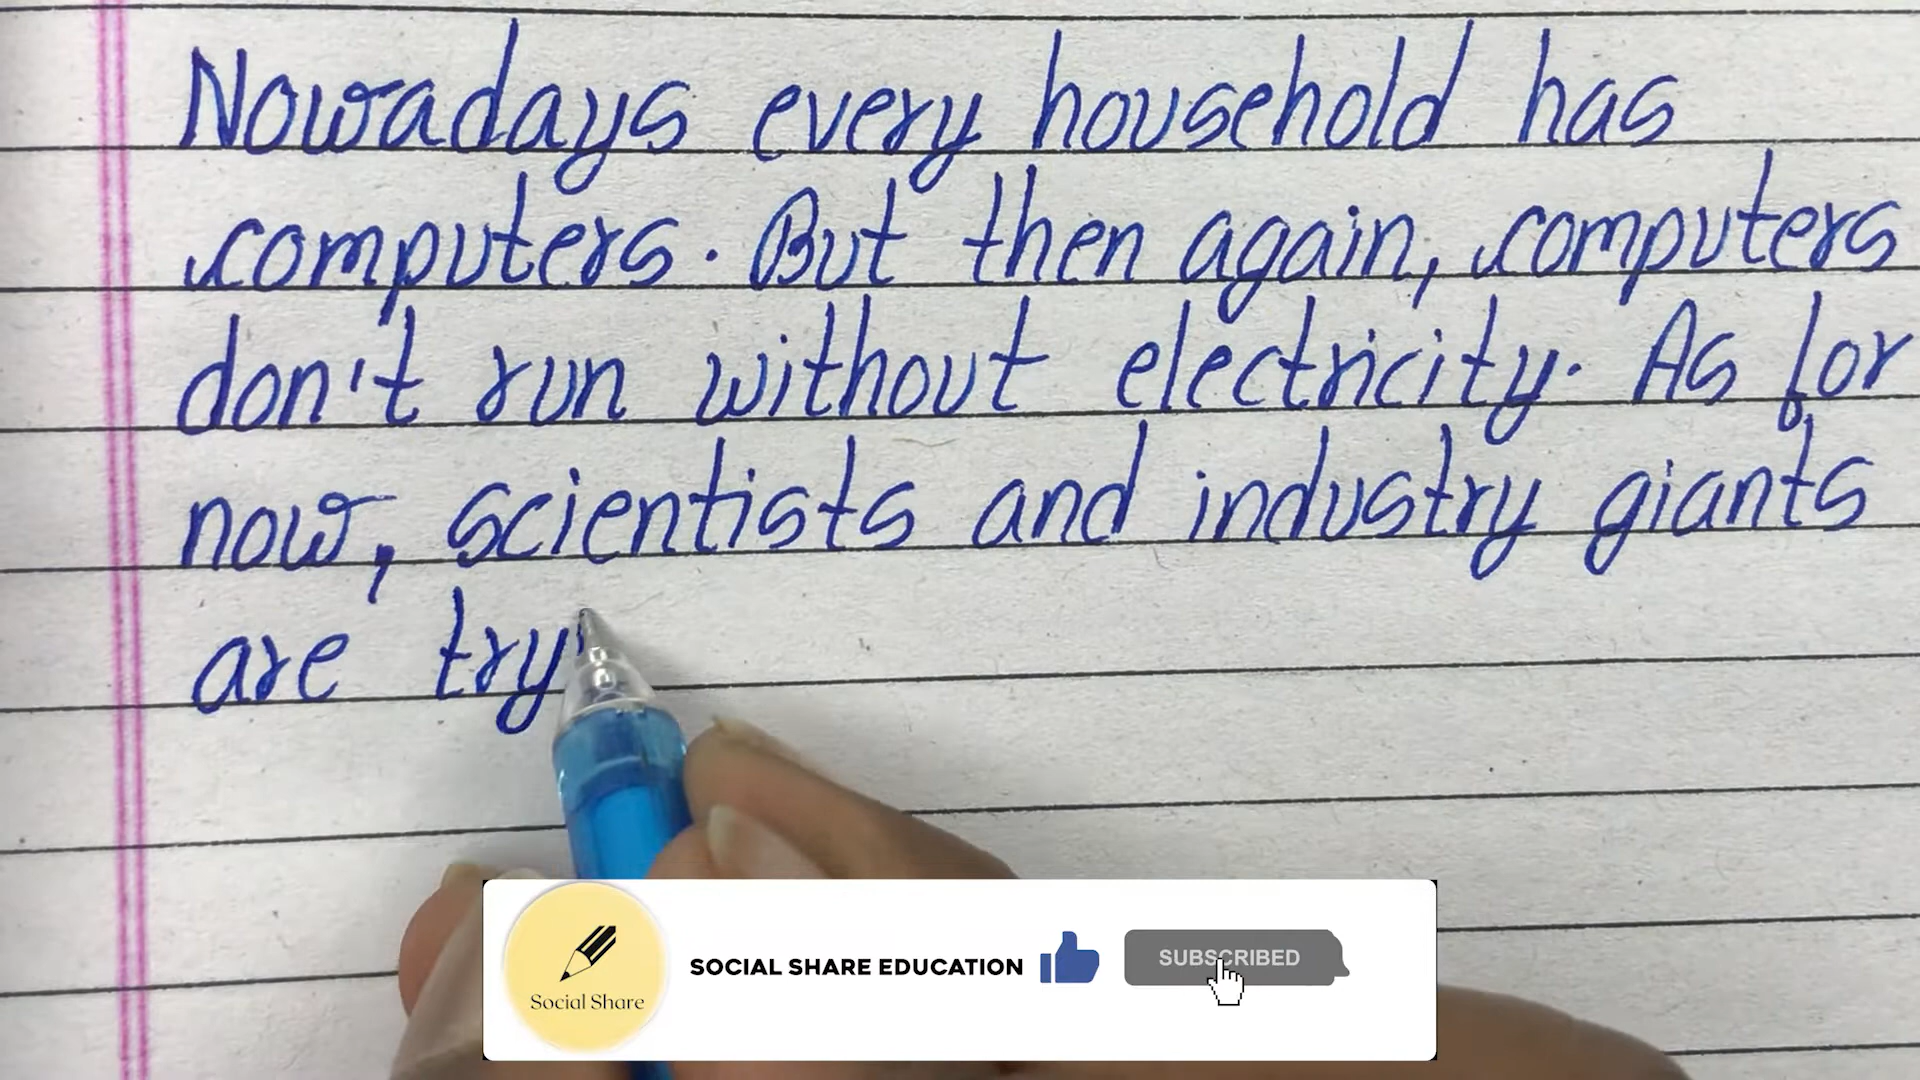 Nowadays every household has
computers. But then again, computers
don't run without electricity. As for
now, scientists and industry giants
are try
Social Share
SOCIAL SHARE EDUCATION
SUBSCRIBED